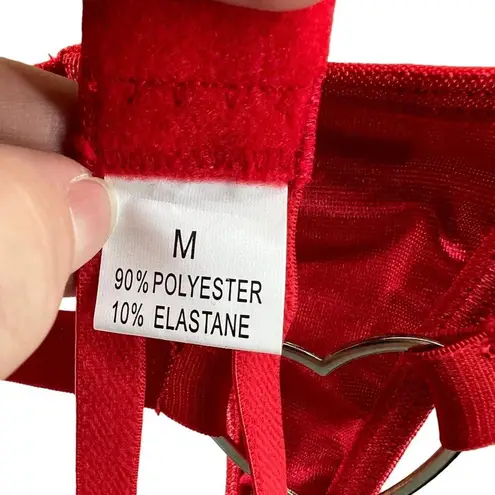 M
90% POLYESTER
10% ELASTANE